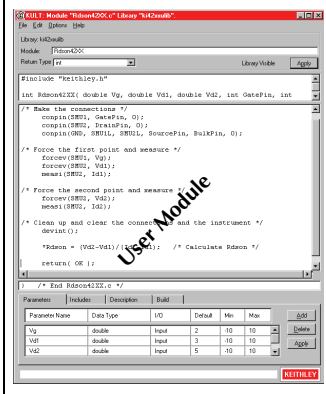 KULT: Module "Rdson42XX" Library "ki42xxulib".
File Edit Options Help
Library: ki42xxulib
Module: Rdson42XX
Return Type int Library Visible Apply
#include "keithley.h"
int Rdson42XX( double Vg, double Vd1, double Vd2, int GatePin, int
/* Make the connections */
conpin(SMU1, GatePin, 0);
conpin(SMU2, DrainPin, 0);
conpin(GND, SMU1L, SMU2L, SourcePin, BulkPin, 0);
/* Force the first point and measure */
forcev(SMU1, Vg);
forcev(SMU2, Vd1);
measi(SMU2, Id1);
/* Force the second point and measure */
forcev(SMU2, Vd2);
measi(SMU2, Id2);
/* Clean up and clear the connections and the instrument */
devint();
*Rdson = (Vd2-Vd1)/(Id2-Id1); /* Calculate Rdson */
return( OK );
User Module
} /* End Rdson42XX.c */
Parameters Includes Description Build
Parameter Name Data Type I/O Default Min Max Add
Vg double Input 2 -10 10 Delete
Vd1 double Input 3 -10 10 Apply
Vd2 double Input 5 -10 10
KEITHLEY